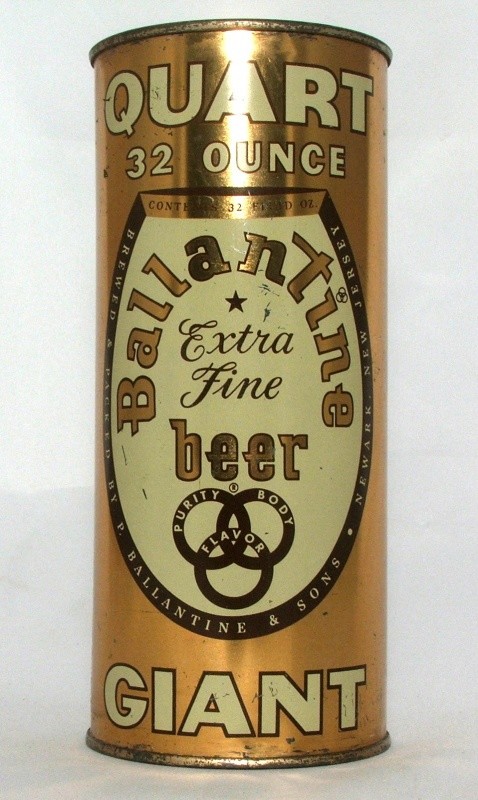 QUART
32 OUNCE
CONTENTS 32 FLUID OZ.
Ballantine
Extra
Fine
beer
®
PURITY BODY
FLAVOR
BREWED & PACKED BY P. BALLANTINE & SONS • NEWARK, NEW JERSEY
GIANT